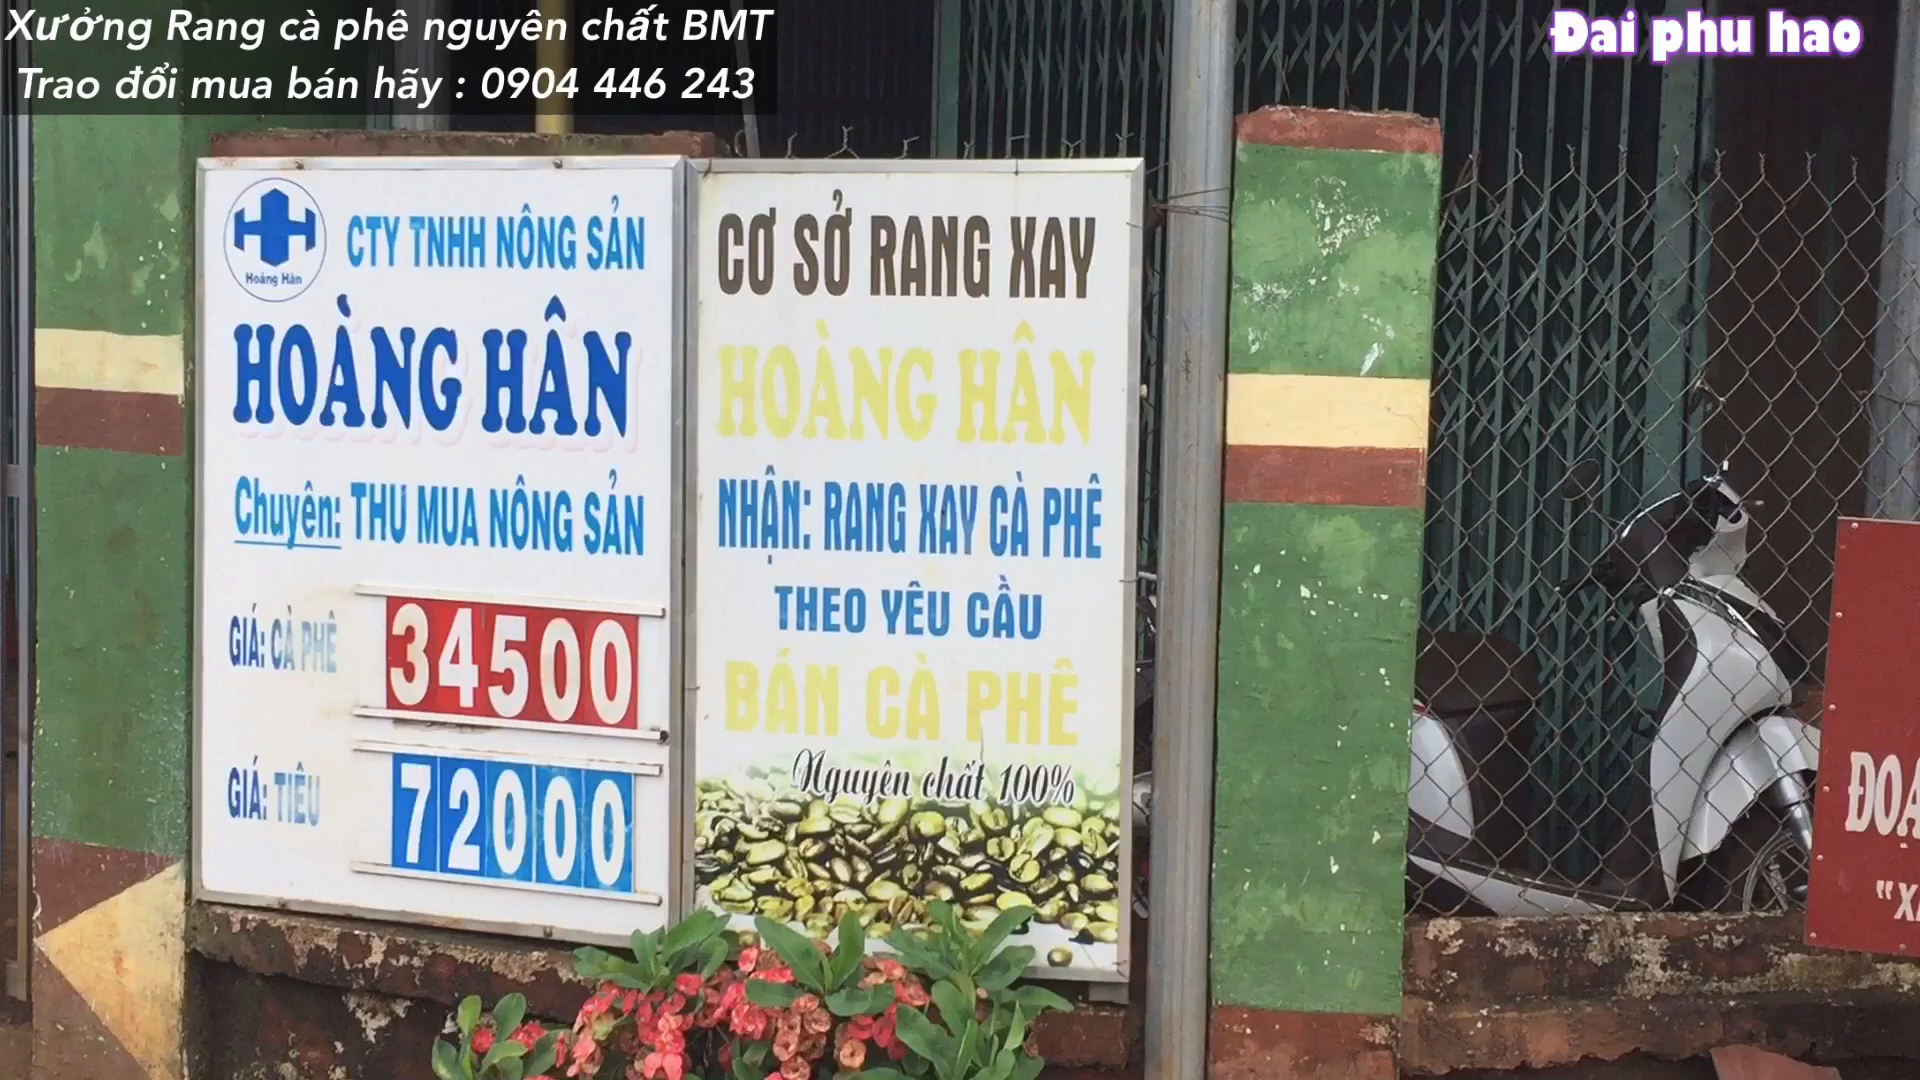 Xưởng Rang cà phê nguyên chất BMT
Trao đổi mua bán hãy : 0904 446 243
Đai phu hao
Hoàng Hân
CTY TNHH NÔNG SẢN
HOÀNG HÂN
Chuyên: THU MUA NÔNG SẢN
GIÁ: CÀ PHÊ 34500
GIÁ: TIÊU 72000
CƠ SỞ RANG XAY
HOÀNG HÂN
NHẬN: RANG XAY CÀ PHÊ
THEO YÊU CẦU
BÁN CÀ PHÊ
Nguyên chất 100%